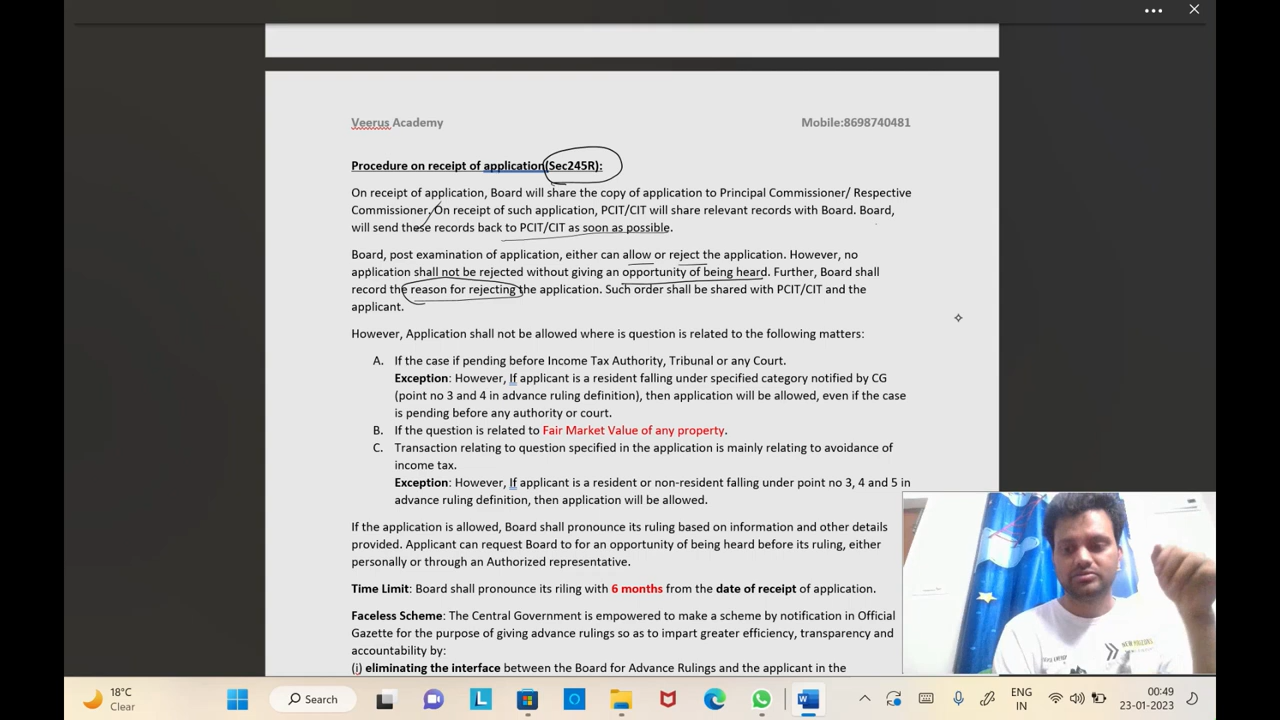 Veerus Academy Mobile:8698740481
Procedure on receipt of application(Sec245R):
On receipt of application, Board will share the copy of application to Principal Commissioner/ Respective
Commissioner. On receipt of such application, PCIT/CIT will share relevant records with Board. Board,
will send these records back to PCIT/CIT as soon as possible.
Board, post examination of application, either can allow or reject the application. However, no
application shall not be rejected without giving an opportunity of being heard. Further, Board shall
record the reason for rejecting the application. Such order shall be shared with PCIT/CIT and the
applicant.
However, Application shall not be allowed where is question is related to the following matters:
A. If the case if pending before Income Tax Authority, Tribunal or any Court.
Exception: However, If applicant is a resident falling under specified category notified by CG
(point no 3 and 4 in advance ruling definition), then application will be allowed, even if the case
is pending before any authority or court.
B. If the question is related to Fair Market Value of any property.
C. Transaction relating to question specified in the application is mainly relating to avoidance of
income tax.
Exception: However, If applicant is a resident or non-resident falling under point no 3, 4 and 5 in
advance ruling definition, then application will be allowed.
If the application is allowed, Board shall pronounce its ruling based on information and other details
provided. Applicant can request Board to for an opportunity of being heard before its ruling, either
personally or through an Authorized representative.
Time Limit: Board shall pronounce its riling with 6 months from the date of receipt of application.
Faceless Scheme: The Central Government is empowered to make a scheme by notification in Official
Gazette for the purpose of giving advance rulings so as to impart greater efficiency, transparency and
accountability by:
(i) eliminating the interface between the Board for Advance Rulings and the applicant in the
18°C
Clear
Search
ENG
IN
00:49
23-01-2023